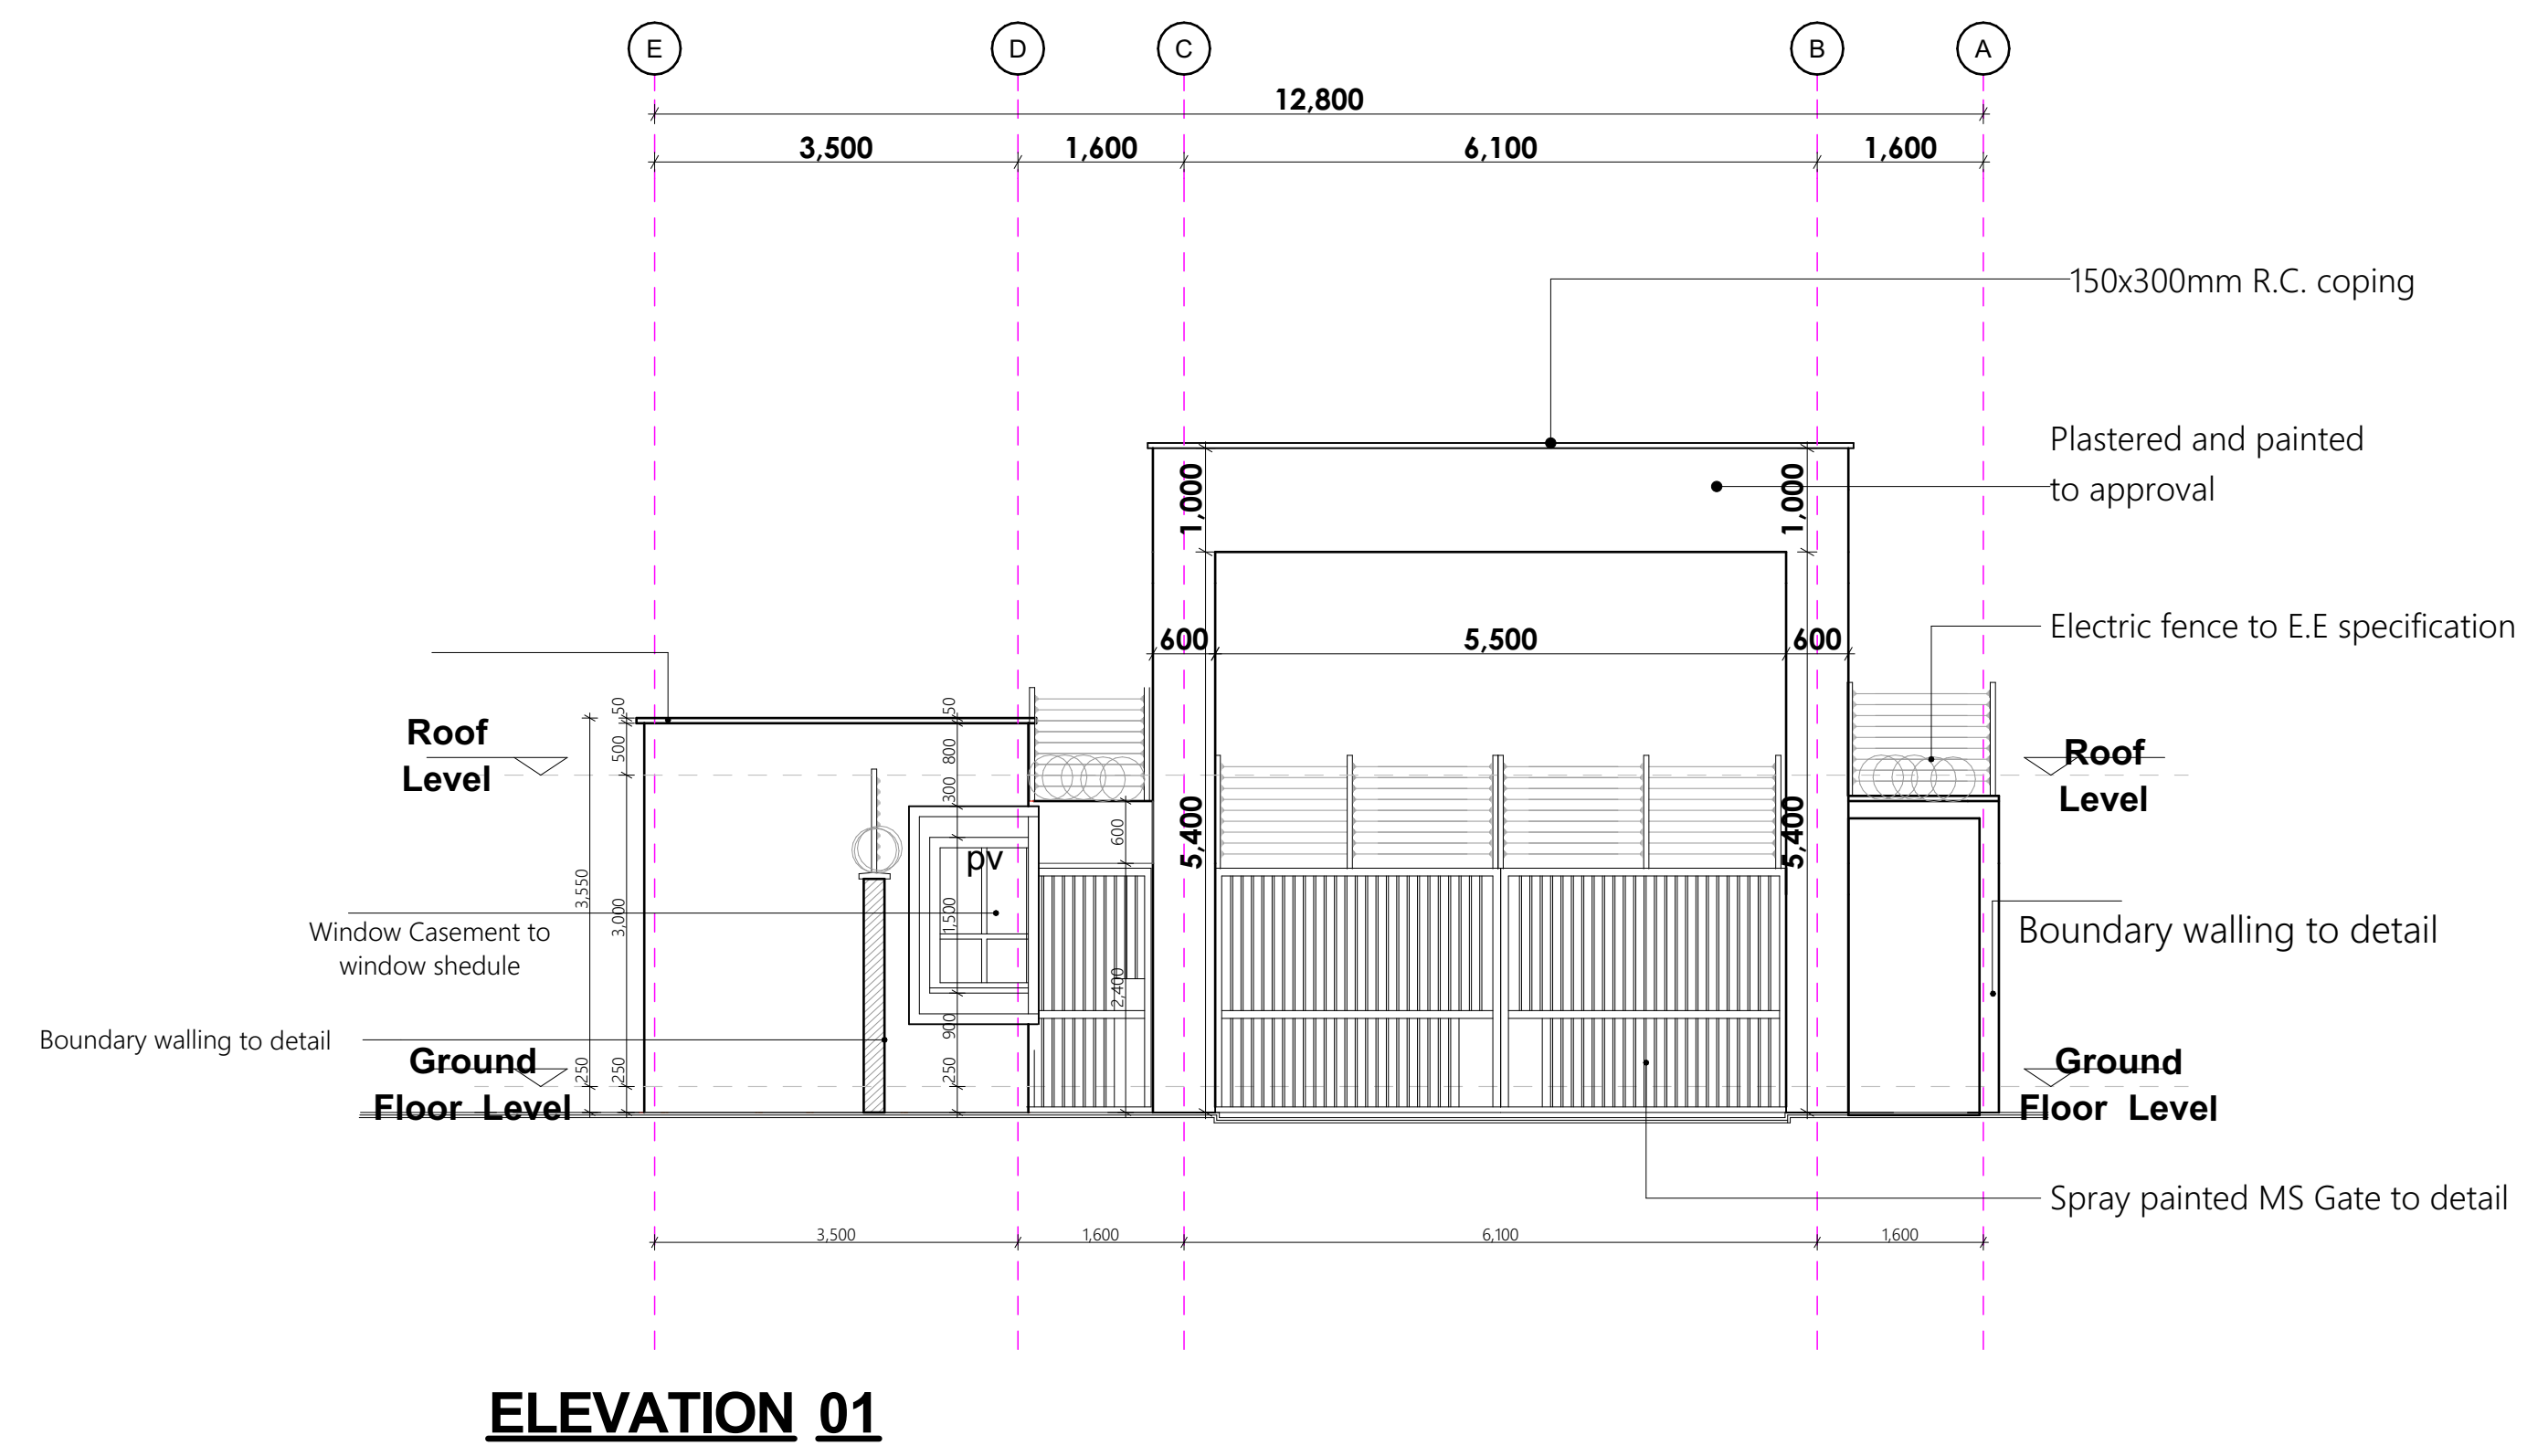 E
D
C
B
A
12,800
3,500
1,600
6,100
1,600
150x300mm R.C. coping
Plastered and painted
to approval
1,000
1,000
Electric fence to E.E specification
600
5,500
600
50
50
Roof
Level
500
800
300
Roof
Level
600
5,400
5,400
pv
3,550
3,000
1,500
Window Casement to
window shedule
Boundary walling to detail
2,400
900
Boundary walling to detail
Ground
Floor Level
250
250
250
Ground
Floor Level
Spray painted MS Gate to detail
3,500
1,600
6,100
1,600
ELEVATION 01